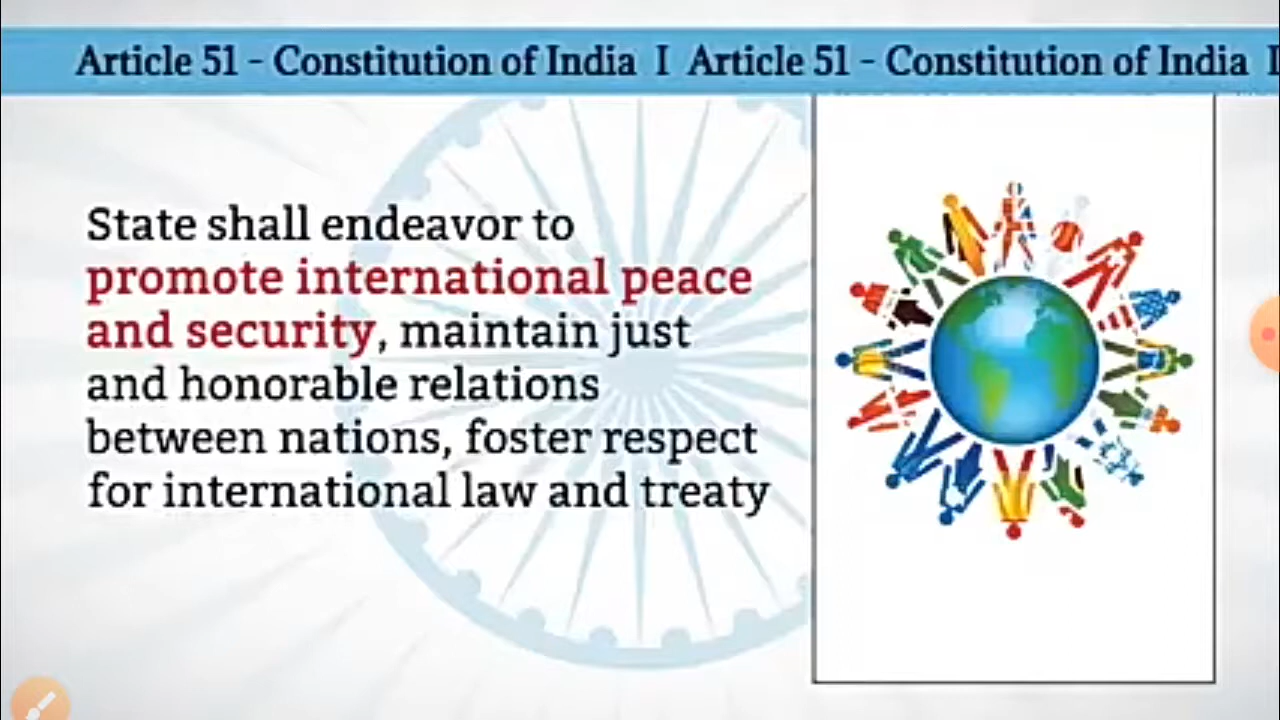 Article 51 - Constitution of India I Article 51 - Constitution of India I
State shall endeavor to
promote international peace
and security, maintain just
and honorable relations
between nations, foster respect
for international law and treaty